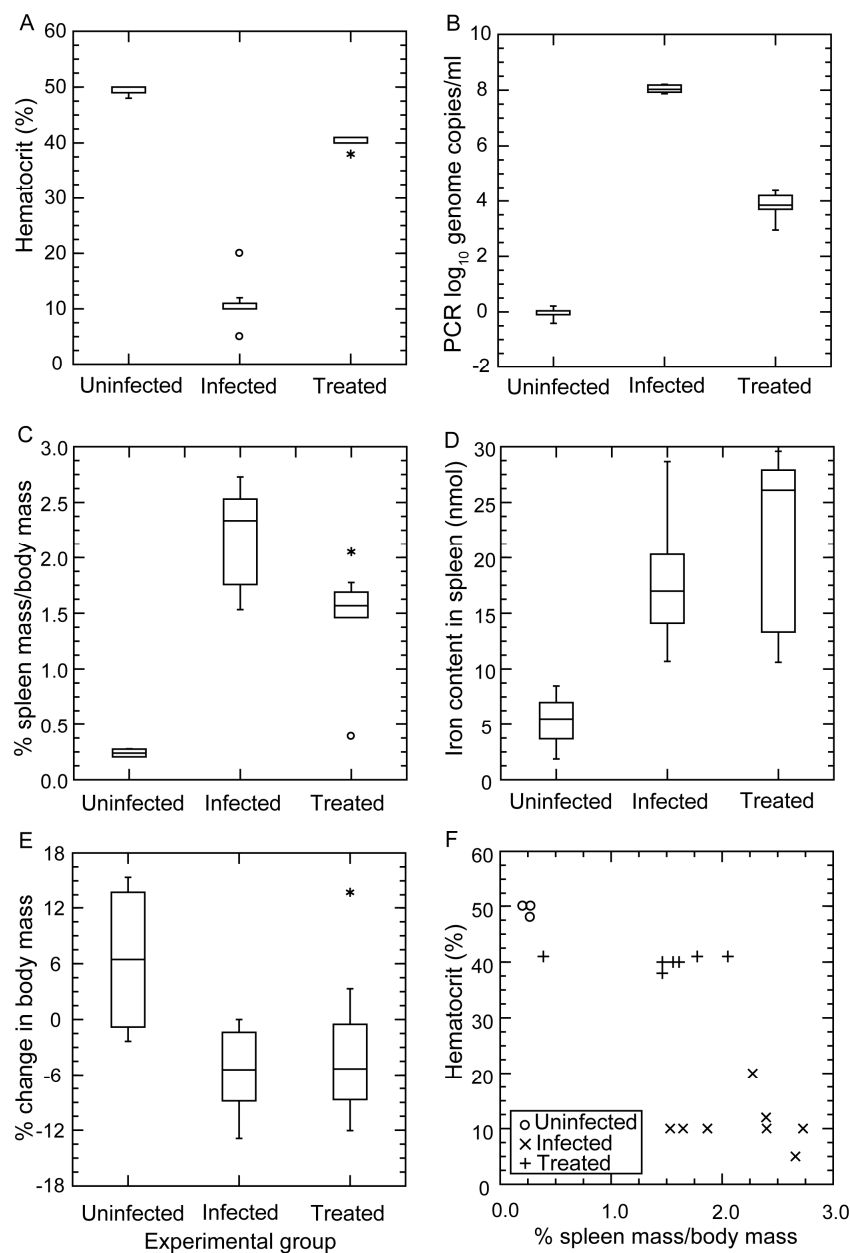 A
Hematocrit (%)
60
50
40
30
20
10
0
Uninfected Infected Treated
B
PCR log10 genome copies/ml
10
8
6
4
2
0
-2
Uninfected Infected Treated
C
% spleen mass/body mass
3.0
2.5
2.0
1.5
1.0
0.5
0.0
Uninfected Infected Treated
D
Iron content in spleen (nmol)
30
25
20
15
10
5
0
Uninfected Infected Treated
E
% change in body mass
18
12
6
0
-6
-12
-18
Uninfected Infected Treated
Experimental group
F
Hematocrit (%)
60
50
40
30
20
10
0
Uninfected
Infected
Treated
0.0 1.0 2.0 3.0
% spleen mass/body mass